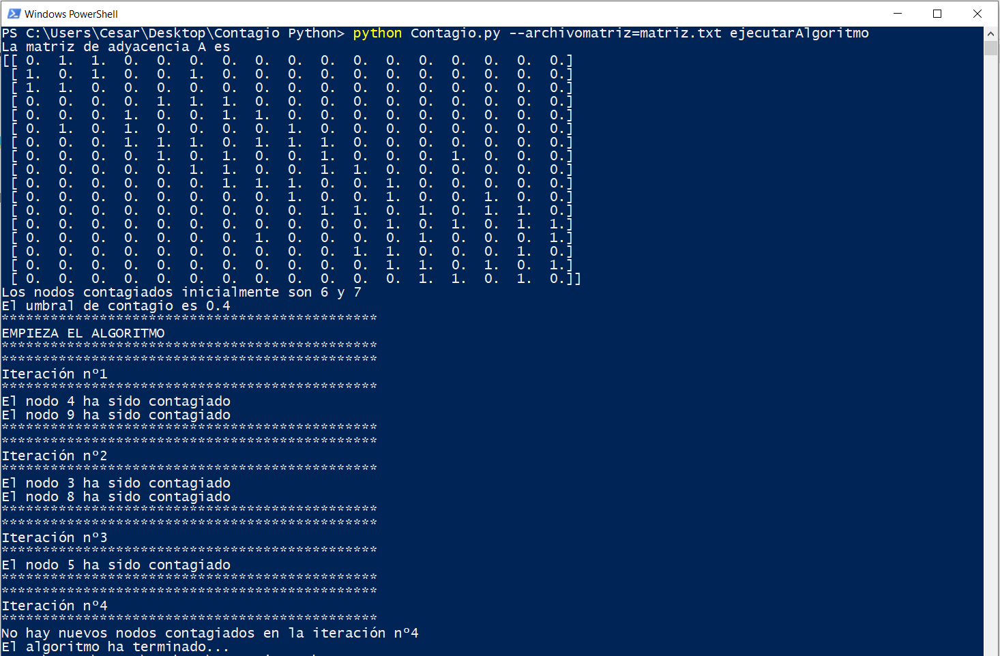 Windows PowerShell
PS C:\Users\Cesar\Desktop\Contagio Python> python Contagio.py --archivomatriz=matriz.txt ejecutarAlgoritmo
La matriz de adyacencia A es
[[ 0. 1. 1. 0. 0. 0. 0. 0. 0. 0. 0. 0. 0. 0. 0. 0. 0.]
[ 1. 0. 1. 0. 0. 1. 0. 0. 0. 0. 0. 0. 0. 0. 0. 0. 0.]
[ 1. 1. 0. 0. 0. 0. 0. 0. 0. 0. 0. 0. 0. 0. 0. 0. 0.]
[ 0. 0. 0. 0. 1. 1. 1. 0. 0. 0. 0. 0. 0. 0. 0. 0. 0.]
[ 0. 0. 0. 1. 0. 0. 1. 1. 0. 0. 0. 0. 0. 0. 0. 0. 0.]
[ 0. 1. 0. 1. 0. 0. 0. 0. 1. 0. 0. 0. 0. 0. 0. 0. 0.]
[ 0. 0. 0. 1. 1. 1. 0. 1. 1. 1. 0. 0. 0. 0. 0. 0. 0.]
[ 0. 0. 0. 0. 1. 0. 1. 0. 0. 1. 0. 0. 0. 1. 0. 0. 0.]
[ 0. 0. 0. 0. 0. 1. 1. 0. 0. 1. 1. 0. 0. 0. 0. 0. 0.]
[ 0. 0. 0. 0. 0. 0. 1. 1. 1. 0. 0. 1. 0. 0. 0. 0. 0.]
[ 0. 0. 0. 0. 0. 0. 0. 0. 1. 0. 0. 1. 0. 0. 1. 0. 0.]
[ 0. 0. 0. 0. 0. 0. 0. 0. 0. 1. 1. 0. 1. 0. 1. 1. 0.]
[ 0. 0. 0. 0. 0. 0. 0. 0. 0. 0. 0. 1. 0. 1. 0. 1. 1.]
[ 0. 0. 0. 0. 0. 0. 0. 1. 0. 0. 0. 0. 1. 0. 0. 0. 1.]
[ 0. 0. 0. 0. 0. 0. 0. 0. 0. 0. 1. 1. 0. 0. 0. 1. 0.]
[ 0. 0. 0. 0. 0. 0. 0. 0. 0. 0. 0. 1. 1. 0. 1. 0. 1.]
[ 0. 0. 0. 0. 0. 0. 0. 0. 0. 0. 0. 0. 1. 1. 0. 1. 0.]]
Los nodos contagiados inicialmente son 6 y 7
El umbral de contagio es 0.4
**********************************************
EMPIEZA EL ALGORITMO
**********************************************
**********************************************
Iteración nº1
**********************************************
El nodo 4 ha sido contagiado
El nodo 9 ha sido contagiado
**********************************************
**********************************************
Iteración nº2
**********************************************
El nodo 3 ha sido contagiado
El nodo 8 ha sido contagiado
**********************************************
**********************************************
Iteración nº3
**********************************************
El nodo 5 ha sido contagiado
**********************************************
**********************************************
Iteración nº4
**********************************************
No hay nuevos nodos contagiados en la iteración nº4
El algoritmo ha terminado...